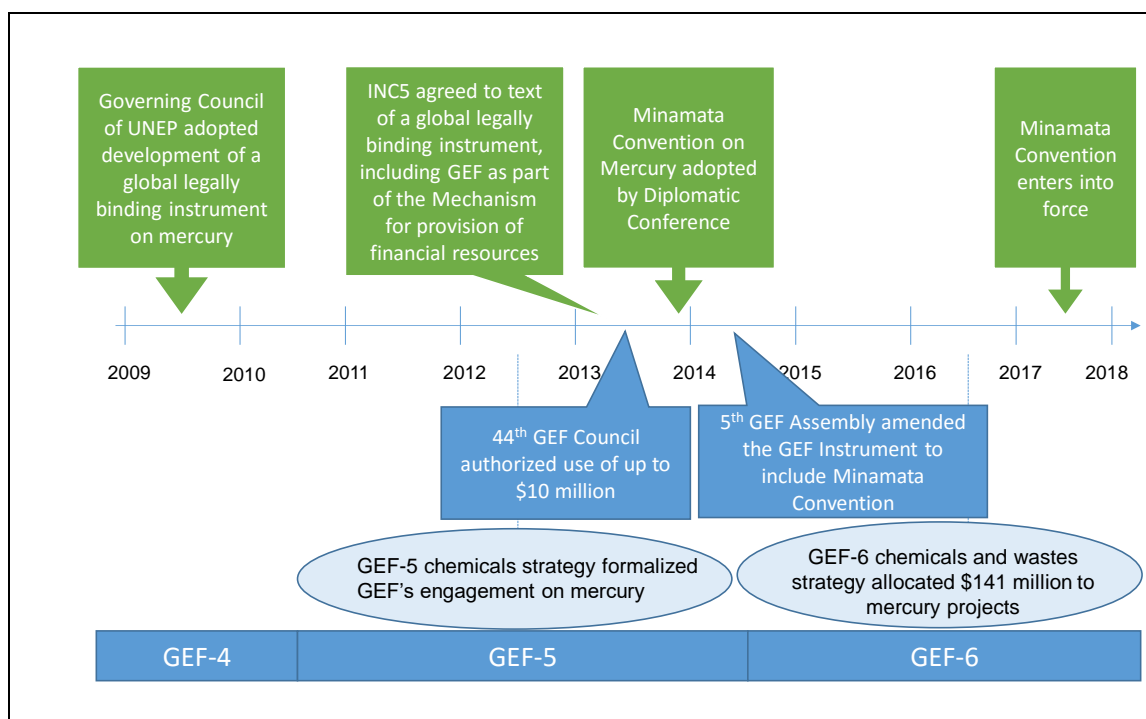 Governing Council
of UNEP adopted
development of a
global legally
binding instrument
on mercury
INC5 agreed to text
of a global legally
binding instrument,
including GEF as part
of the Mechanism
for provision of
financial resources
Minamata
Convention on
Mercury adopted
by Diplomatic
Conference
Minamata
Convention
enters into
force
2009
2010
2011
2012
2013
2014
2015
2016
2017
2018
44th GEF Council
authorized use of up to
$10 million
5th GEF Assembly amended
the GEF Instrument to
include Minamata
Convention
GEF-5 chemicals strategy formalized
GEF’s engagement on mercury
GEF-6 chemicals and wastes
strategy allocated $141 million to
mercury projects
GEF-4
GEF-5
GEF-6